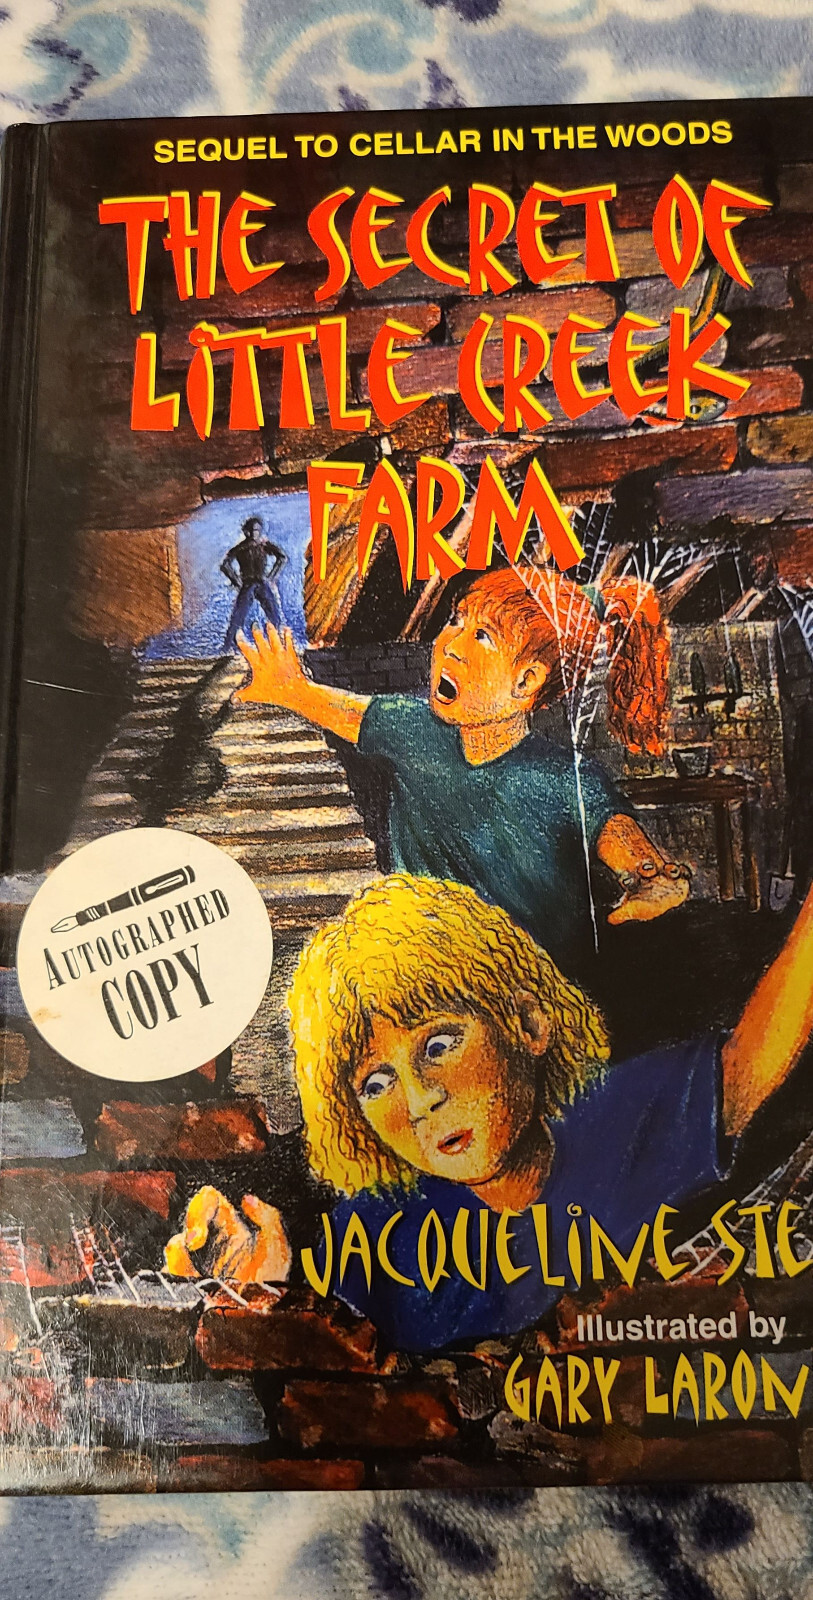 SEQUEL TO CELLAR IN THE WOODS
THE SECRET OF
LiTTLE CREEK
FARM
AUTOGRAPHED
COPY
JACQUELiNE STE
Illustrated by
GARY LARON